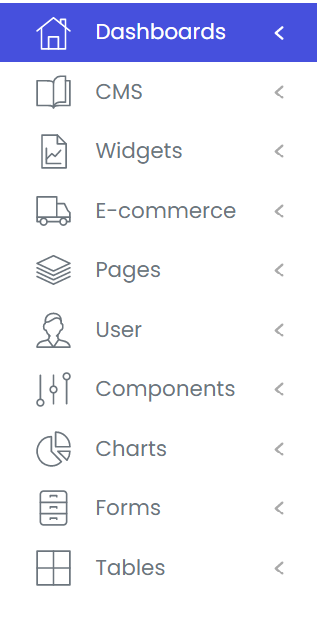 Dashboards
CMS
Widgets
E-commerce
Pages
User
Components
Charts
Forms
Tables